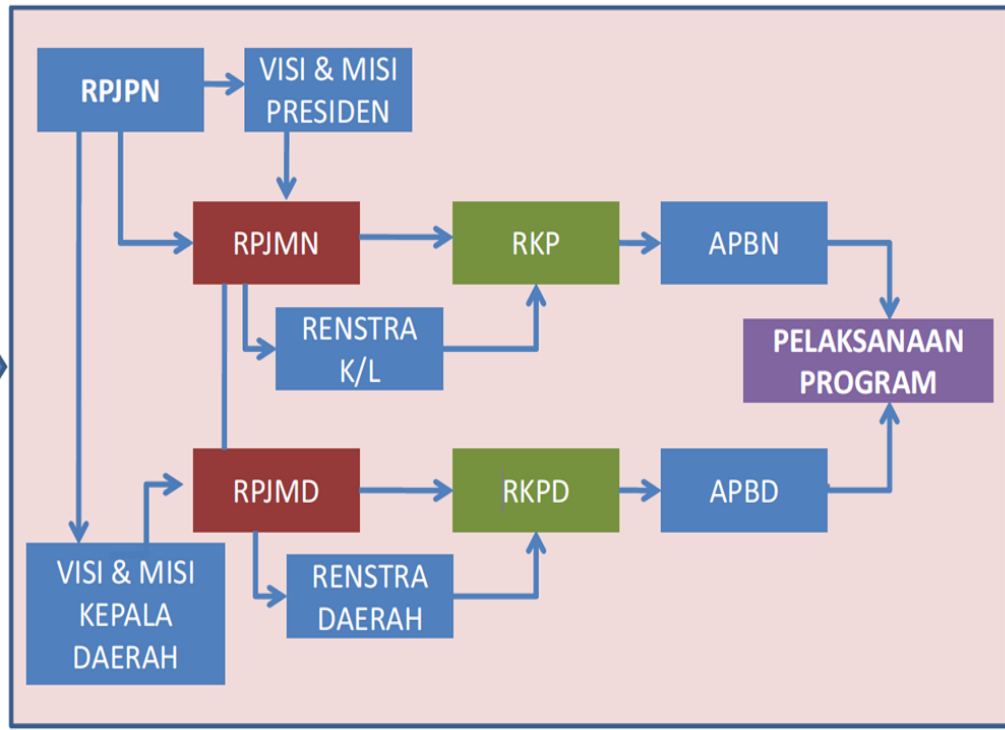 RPJPN
VISI & MISI
PRESIDEN
RPJMN
RKP
APBN
RENSTRA
K/L
PELAKSANAAN
PROGRAM
RPJMD
RKPD
APBD
VISI & MISI
KEPALA
DAERAH
RENSTRA
DAERAH